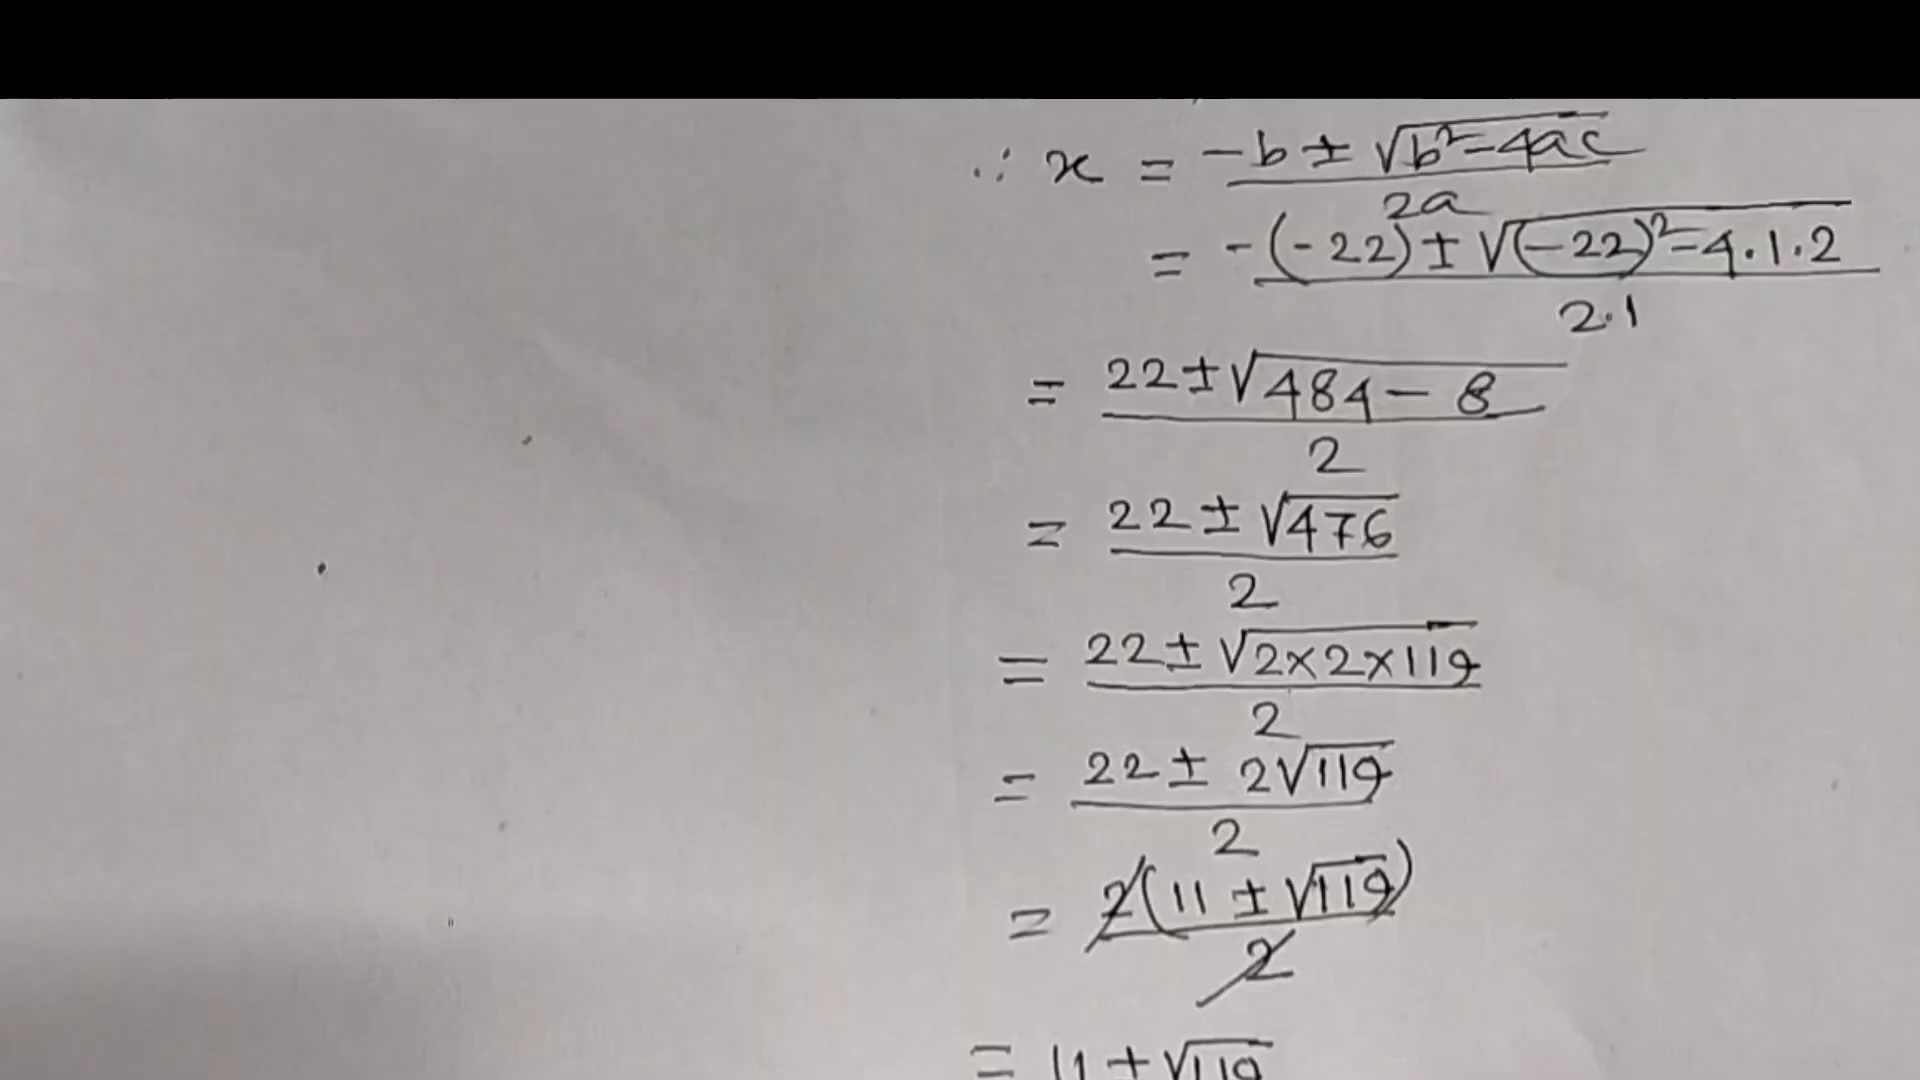 ∴ x = (-b ± √(b²-4ac))/2a
= (-(-22) ± √((-22)²-4·1·2))/2·1
= (22 ± √(484 - 8))/2
= (22 ± √476)/2
= (22 ± √(2×2×119))/2
= (22 ± 2√119)/2
= 2(11 ± √119)/2
= 11 ± √119